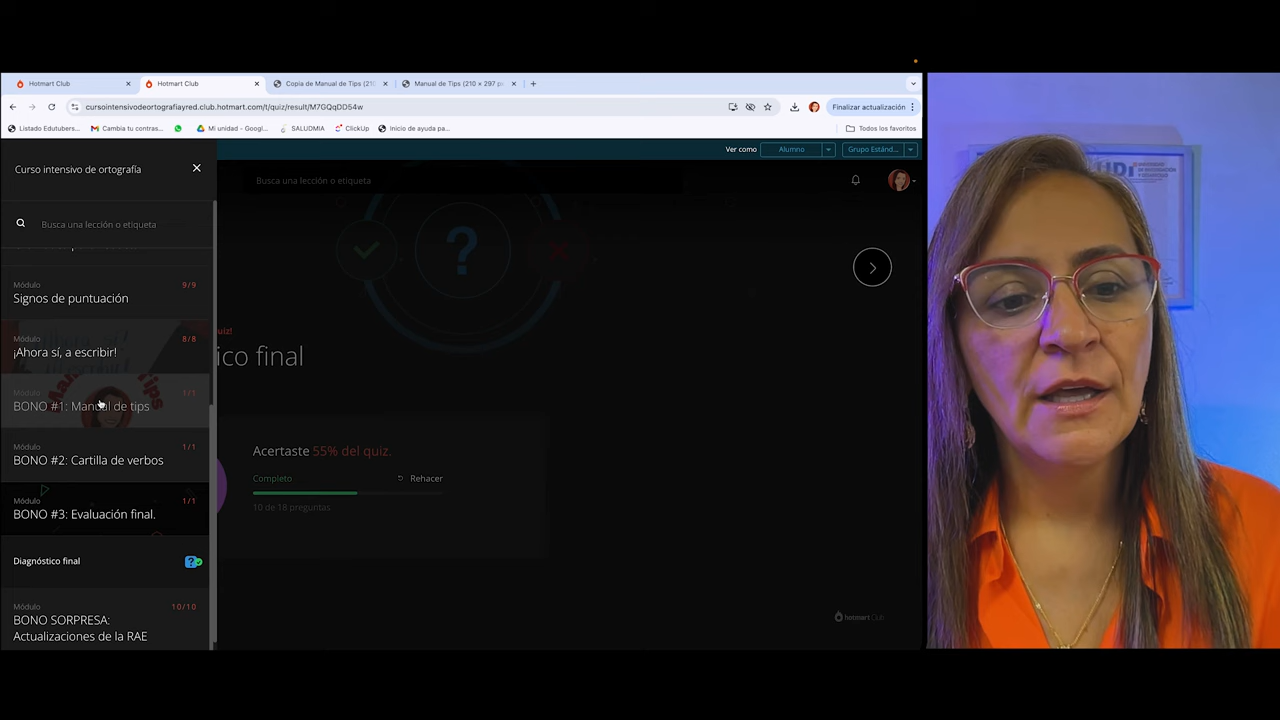 Hotmart Club
Hotmart Club
Copia de Manual de Tips (210
Manual de Tips (210 × 297 p
cursointensivodeortografiayred.club.hotmart.com/t/quiz/result/M7GQqDD54w
Finalizar actualización
Listado Edutubers...
Cambia tu contras...
Mi unidad - Googl...
SALUDMIA
ClickUp
Inicio de ayuda pa...
Todos los favoritos
Ver como
Alumno
Grupo Estánd...
Curso intensivo de ortografía
Busca una lección o etiqueta
Busca una lección o etiqueta
Módulo 9/9
Signos de puntuación
Módulo 8/8
¡Ahora sí, a escribir!
Módulo 1/1
BONO #1: Manual de tips
Módulo 1/1
BONO #2: Cartilla de verbos
Módulo 1/1
BONO #3: Evaluación final.
Diagnóstico final
Módulo 10/10
BONO SORPRESA:
Actualizaciones de la RAE
uiz!
ico final
Acertaste 55% del quiz.
Completo
Rehacer
10 de 18 preguntas
hotmart Club